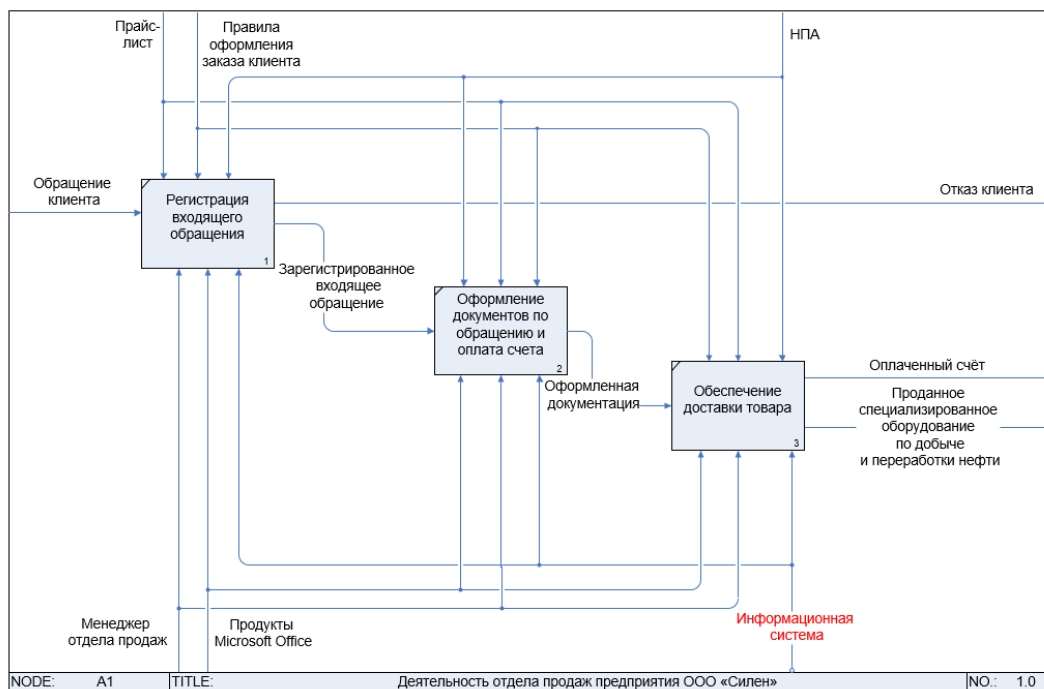 Прайс-
лист
Правила
оформления
заказа клиента
НПА
Обращение
клиента
Регистрация
входящего
обращения
1
Отказ клиента
Зарегистрированное
входящее
обращение
Оформление
документов по
обращению и
оплата счета
2
Оформленная
документация
Обеспечение
доставки товара
3
Оплаченный счёт
Проданное
специализированное
оборудование
по добыче
и переработки нефти
Менеджер
отдела продаж
Продукты
Microsoft Office
Информационная
система
NODE: A1 TITLE: Деятельность отдела продаж предприятия ООО «Силен» NO.: 1.0